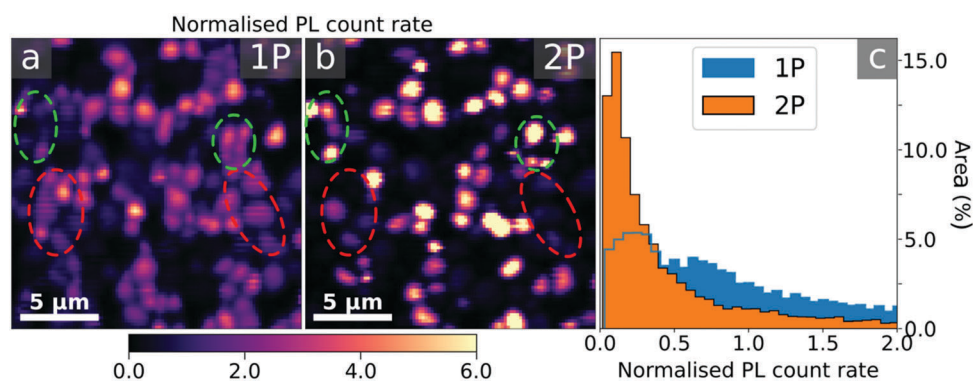 Normalised PL count rate
a 1P
b 2P
c
1P
2P
5 μm
5 μm
0.0 2.0 4.0 6.0
15.0
10.0
5.0
0.0
Area (%)
0.0 0.5 1.0 1.5 2.0
Normalised PL count rate